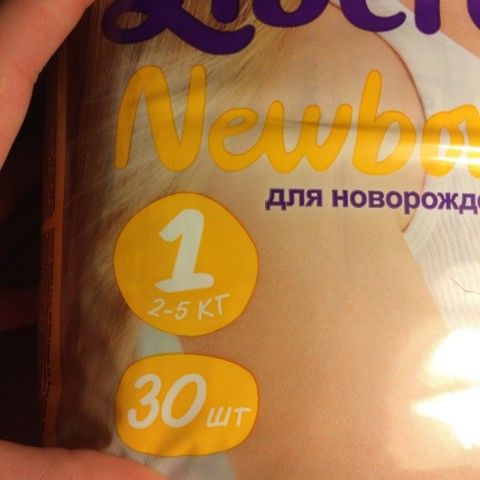 Newbo
для новорожде
1
2-5 кг
30 шт